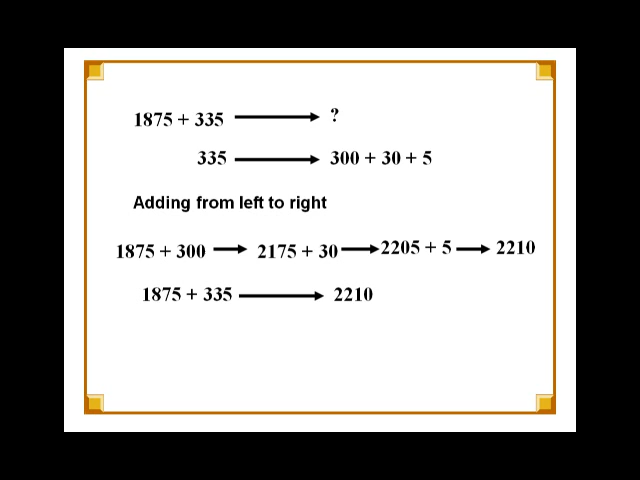 1875 + 335 ⟶ ?
335 ⟶ 300 + 30 + 5
Adding from left to right
1875 + 300 ⟶ 2175 + 30 ⟶ 2205 + 5 ⟶ 2210
1875 + 335 ⟶ 2210